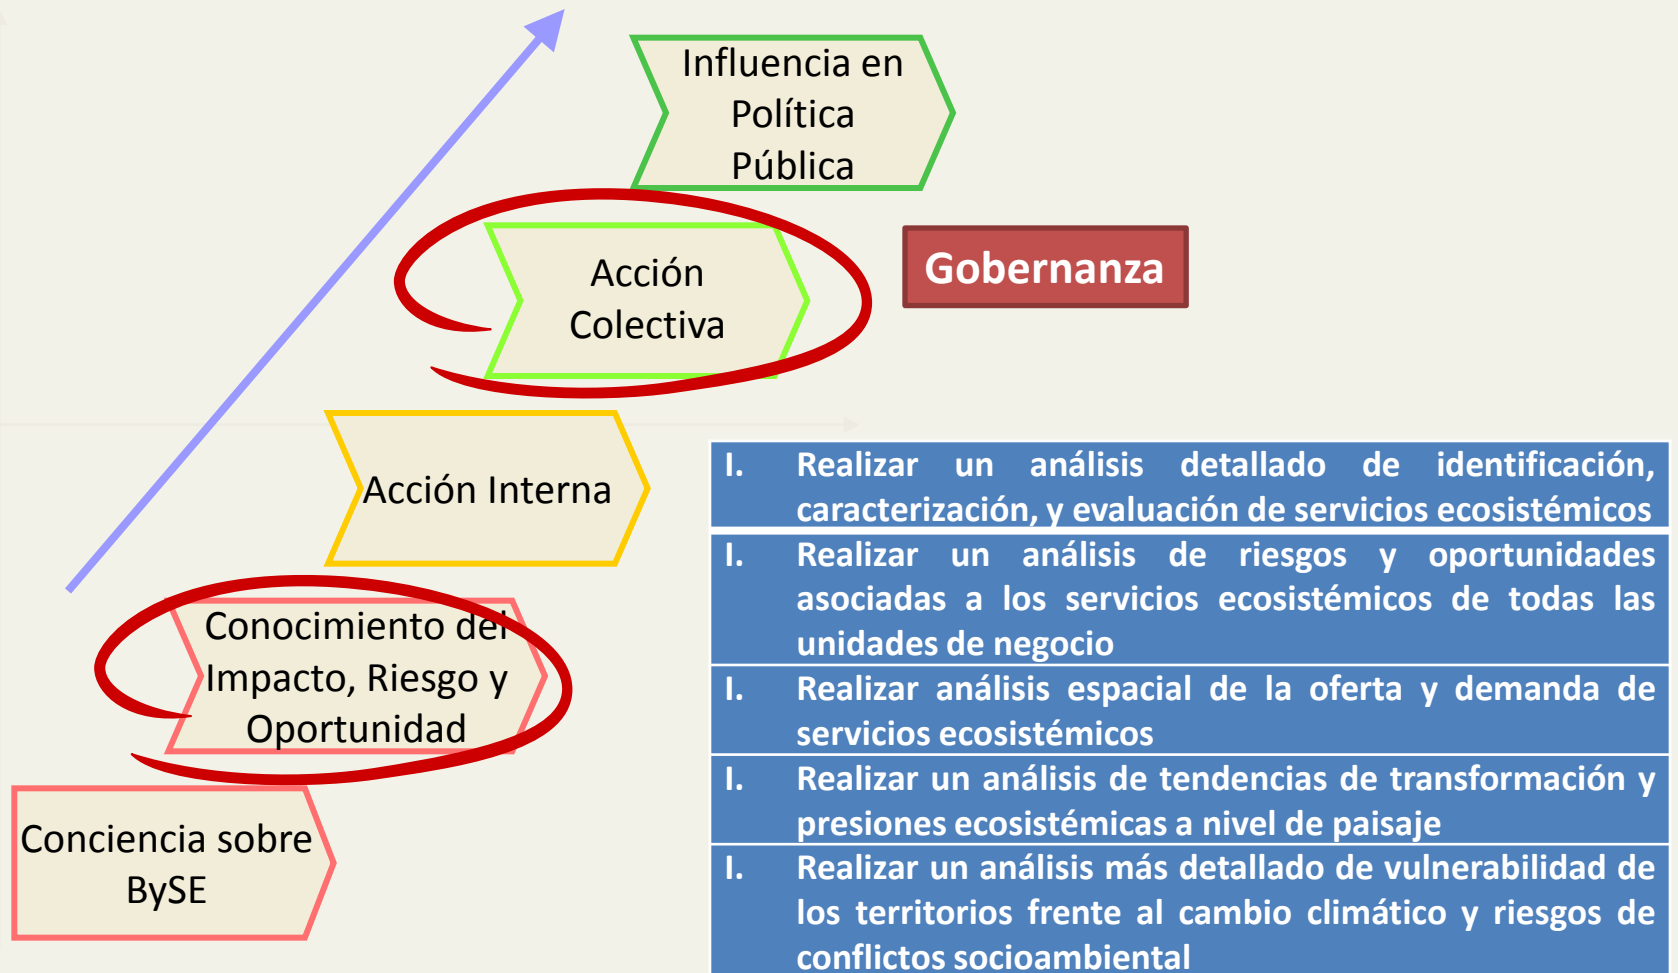 Influencia en
Política
Pública
Acción
Colectiva
Gobernanza
Acción Interna
Conocimiento del
Impacto, Riesgo y
Oportunidad
Conciencia sobre
BySE
I. Realizar un análisis detallado de identificación,
caracterización, y evaluación de servicios ecosistémicos
I. Realizar un análisis de riesgos y oportunidades
asociadas a los servicios ecosistémicos de todas las
unidades de negocio
I. Realizar análisis espacial de la oferta y demanda de
servicios ecosistémicos
I. Realizar un análisis de tendencias de transformación y
presiones ecosistémicas a nivel de paisaje
I. Realizar un análisis más detallado de vulnerabilidad de
los territorios frente al cambio climático y riesgos de
conflictos socioambiental